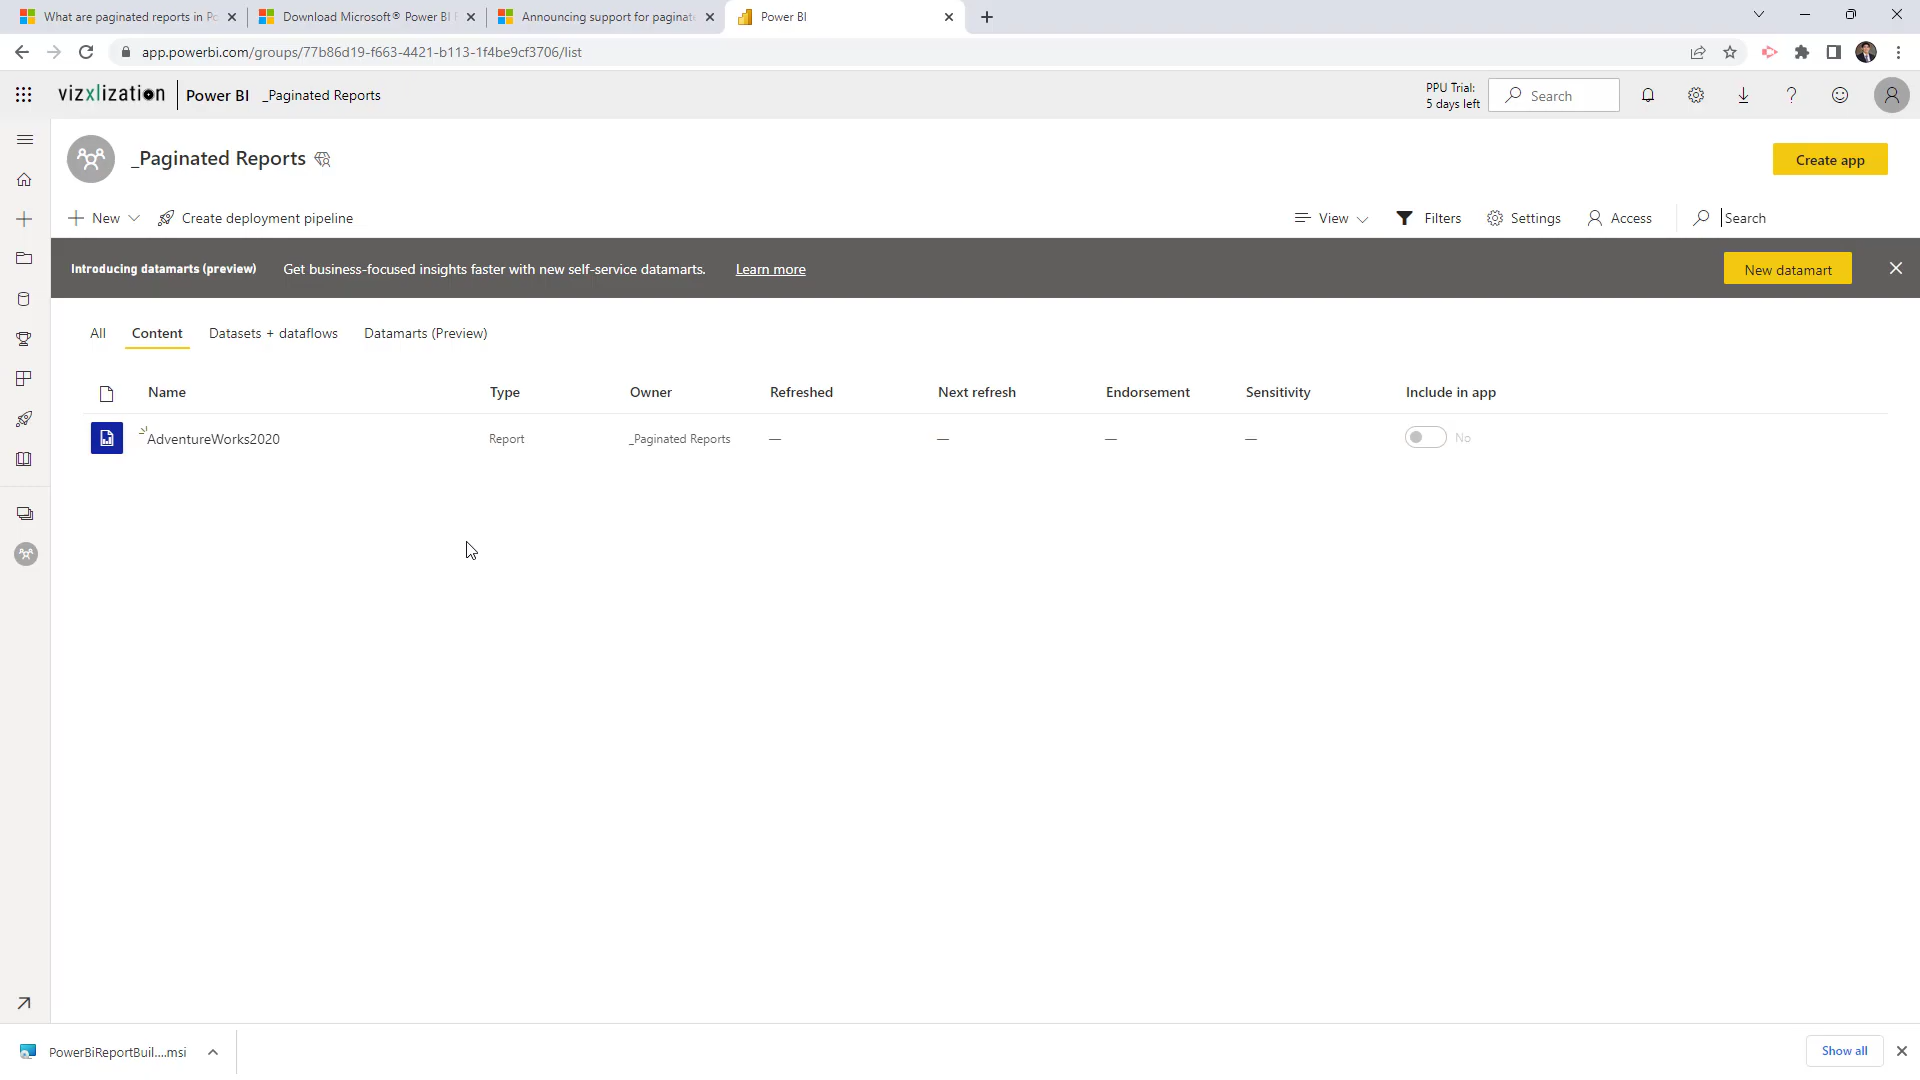 What are paginated reports in Po
Download Microsoft® Power BI
Announcing support for paginat
Power BI
app.powerbi.com/groups/77b86d19-f663-4421-b113-1f4be9cf3706/list
vizxlization
Power BI
_Paginated Reports
PPU Trial:
5 days left
Search
_Paginated Reports
Create app
New
Create deployment pipeline
View
Filters
Settings
Access
Search
Introducing datamarts (preview)
Get business-focused insights faster with new self-service datamarts.
Learn more
New datamart
All
Content
Datasets + dataflows
Datamarts (Preview)
Name
Type
Owner
Refreshed
Next refresh
Endorsement
Sensitivity
Include in app
AdventureWorks2020
Report
_Paginated Reports
—
—
—
—
No
PowerBiReportBuil....msi
Show all